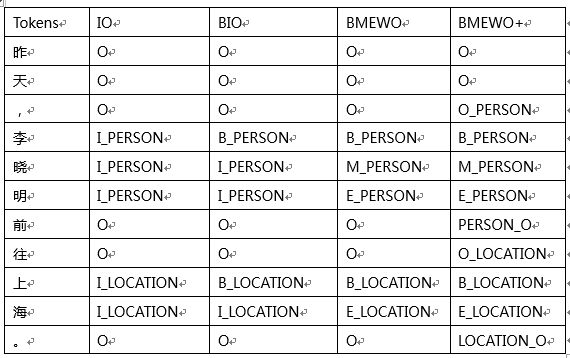 Tokens IO BIO BMEWO BMEWO+
昨 O O O O
天 O O O O
， O O O O_PERSON
李 I_PERSON B_PERSON B_PERSON B_PERSON
晓 I_PERSON I_PERSON M_PERSON M_PERSON
明 I_PERSON I_PERSON E_PERSON E_PERSON
前 O O O PERSON_O
往 O O O O_LOCATION
上 I_LOCATION B_LOCATION B_LOCATION B_LOCATION
海 I_LOCATION I_LOCATION E_LOCATION E_LOCATION
。 O O O LOCATION_O